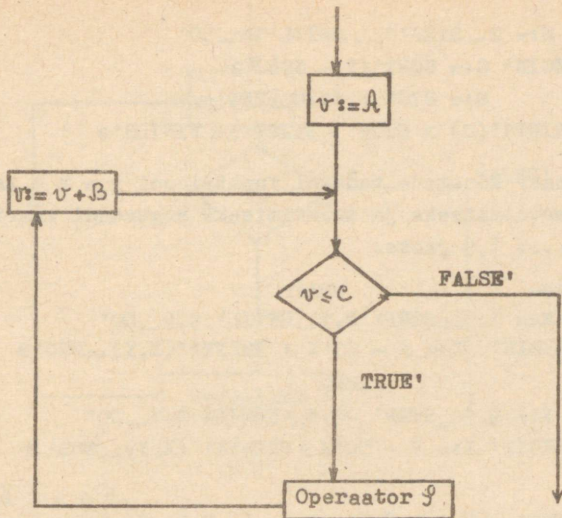 v := A
v := v + B
v ≤ C
FALSE'
TRUE'
Operaator S